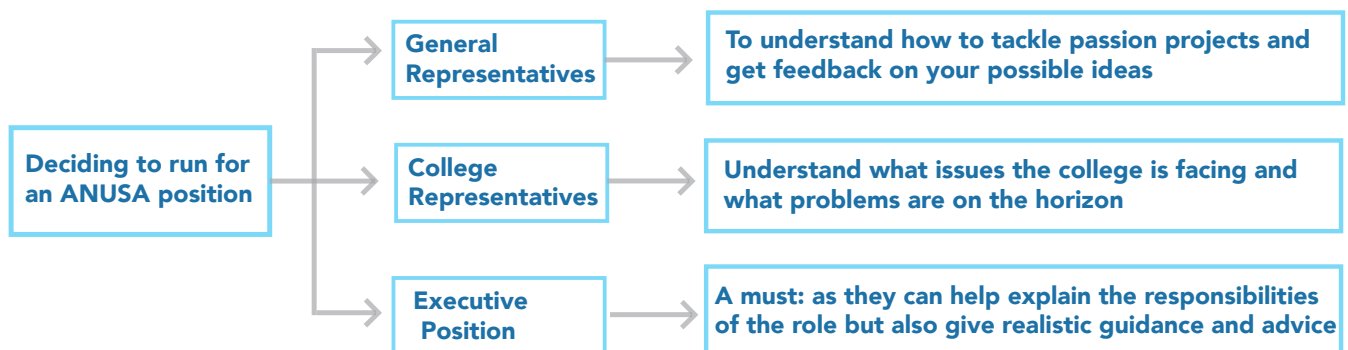 Deciding to run for
an ANUSA position
General
Representatives
To understand how to tackle passion projects and
get feedback on your possible ideas
College
Representatives
Understand what issues the college is facing and
what problems are on the horizon
Executive
Position
A must: as they can help explain the responsibilities
of the role but also give realistic guidance and advice